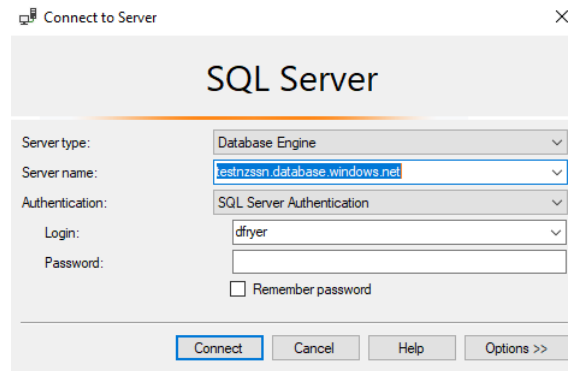 Connect to Server
SQL Server
Server type: Database Engine
Server name: testnzssn.database.windows.net
Authentication: SQL Server Authentication
Login: dfryer
Password:
Remember password
Connect Cancel Help Options >>